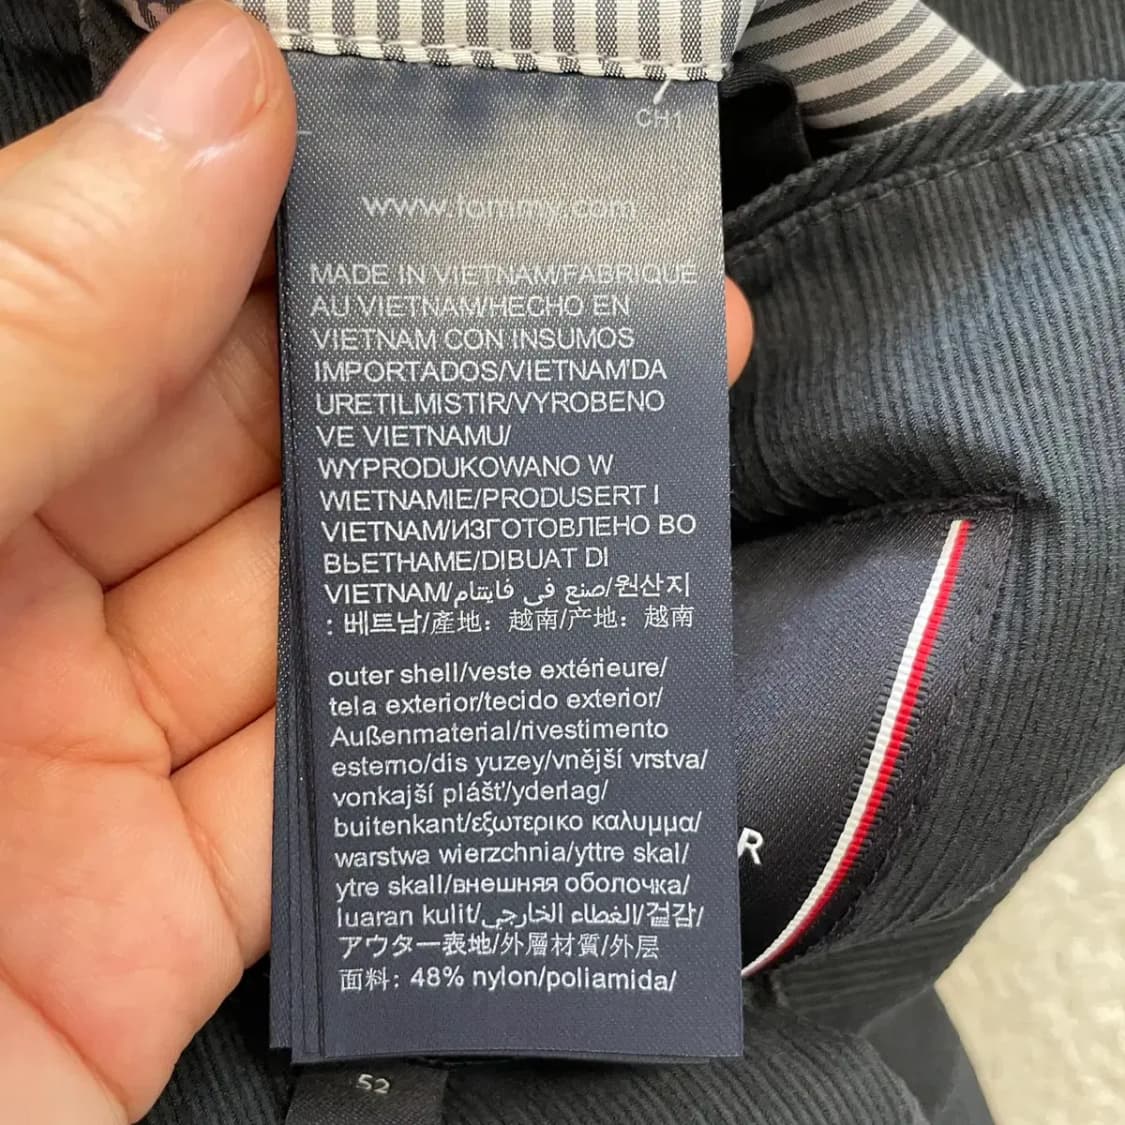 CH1
www.tommy.com
MADE IN VIETNAM/FABRIQUÉ
AU VIETNAM/HECHO EN
VIETNAM CON INSUMOS
IMPORTADOS/VIETNAM'DA
URETILMISTIR/VYROBENO
VE VIETNAMU/
WYPRODUKOWANO W
WIETNAMIE/PRODUSERT I
VIETNAM/ИЗГОТОВЛЕНО ВО
ВЬЕТНАМЕ/DIBUAT DI
VIETNAM/صنع في فايتنام/원산지
: 베트남/產地：越南/产地：越南
outer shell/veste extérieure/
tela exterior/tecido exterior/
Außenmaterial/rivestimento
esterno/dis yuzey/vnější vrstva/
vonkajší plášť/yderlag/
buitenkant/εξωτερικο καλυμμα/
warstwa wierzchnia/yttre skal/
ytre skall/внешняя оболочка/
luaran kulit/الغطاء الخارجي/겉감/
アウター表地/外層材質/外层
面料: 48% nylon/poliamida/
R
52